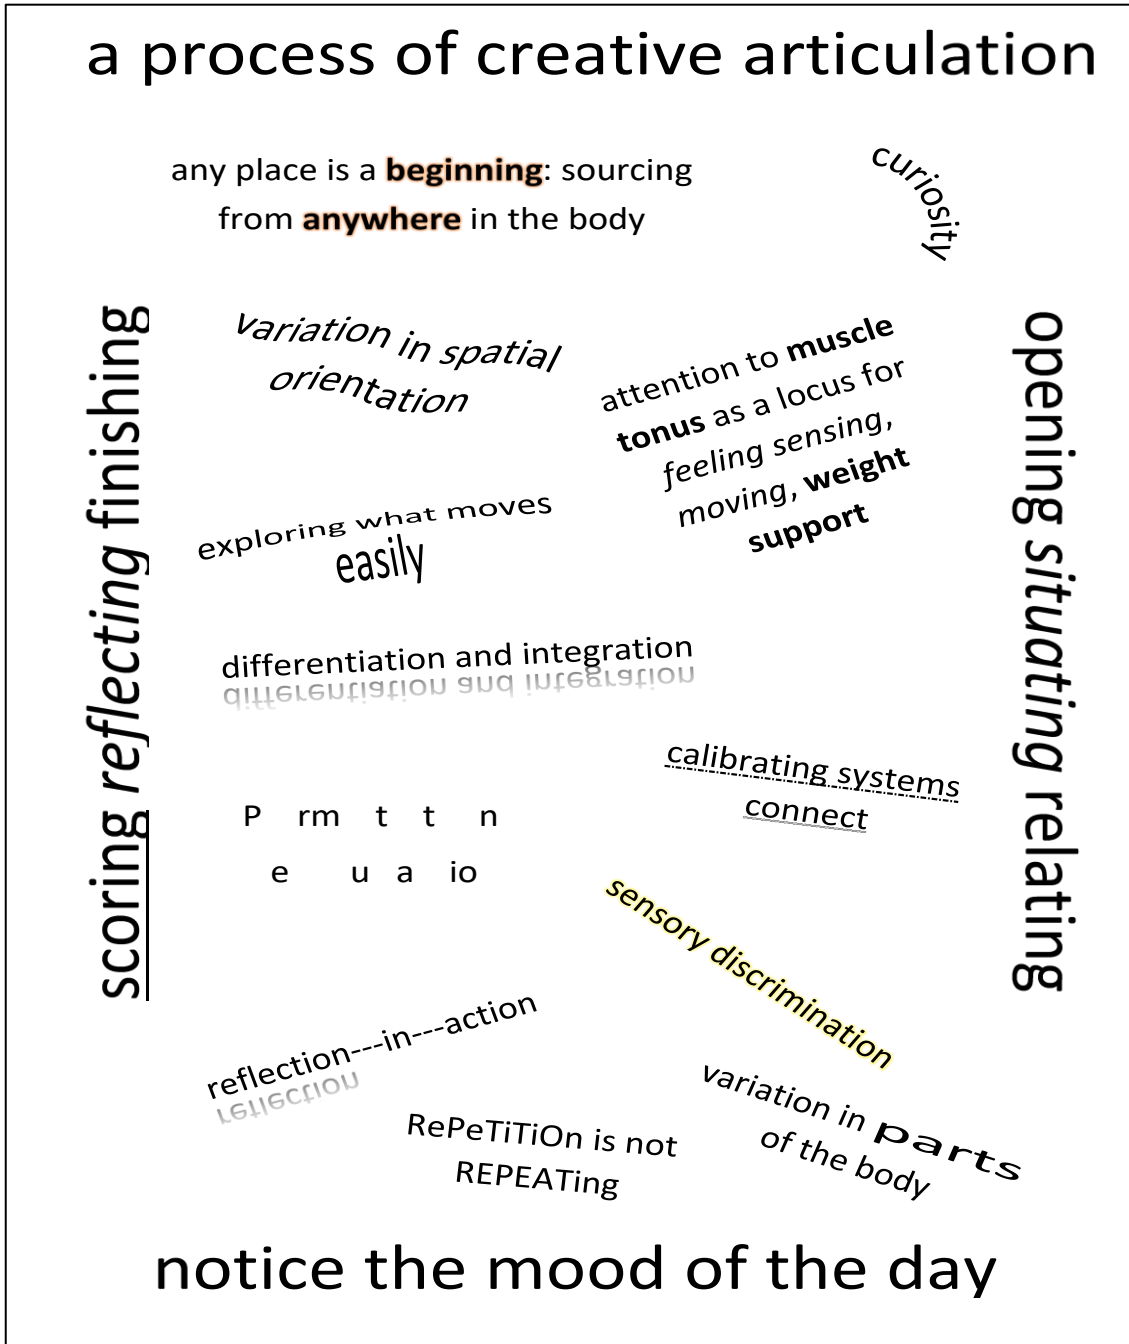 a process of creative articulation
any place is a beginning: sourcing
from anywhere in the body
curiosity
scoring reflecting finishing
opening situating relating
variation in spatial
orientation
attention to muscle
tonus as a locus for
feeling sensing,
moving, weight
support
exploring what moves
easily
differentiation and integration
differentiation and integration
calibrating systems
connect
P rm t t n
e u a io
sensory discrimination
reflection---in---action
reflection
variation in parts
of the body
RePeTiTiOn is not
REPEATing
notice the mood of the day